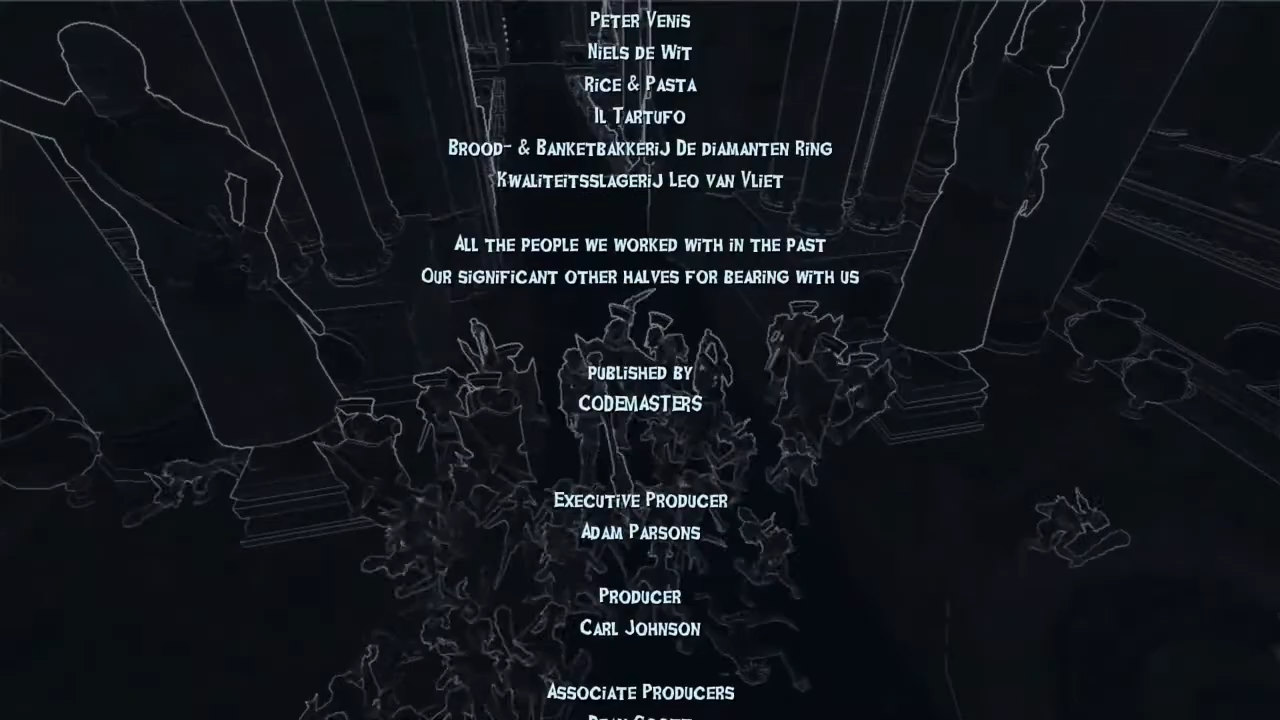 Peter Venis
Niels de Wit
Rice & Pasta
Il Tartufo
Brood- & Banketbakkerij De diamanten Ring
Kwaliteitsslagerij Leo van Vliet
All the people we worked with in the past
Our significant other halves for bearing with us
published by
CODEMASTERS
Executive Producer
Adam Parsons
Producer
Carl Johnson
Associate Producers